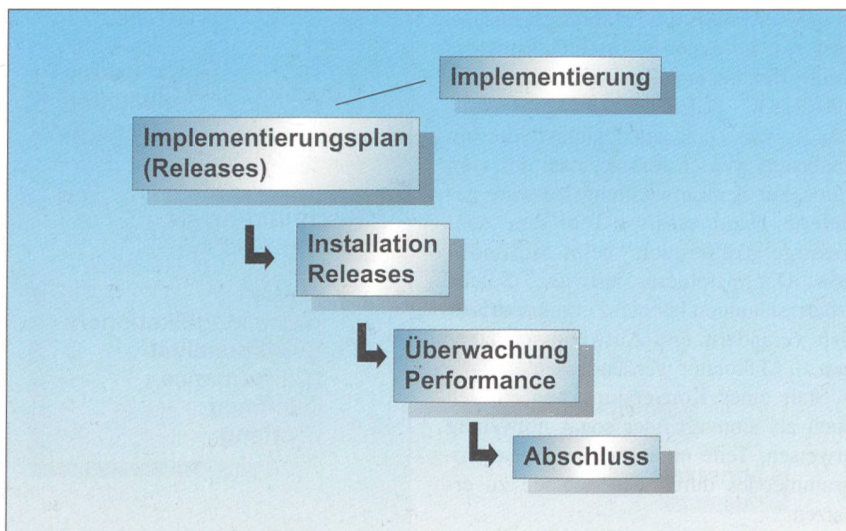 Implementierung
Implementierungsplan
(Releases)
Installation
Releases
Überwachung
Performance
Abschluss